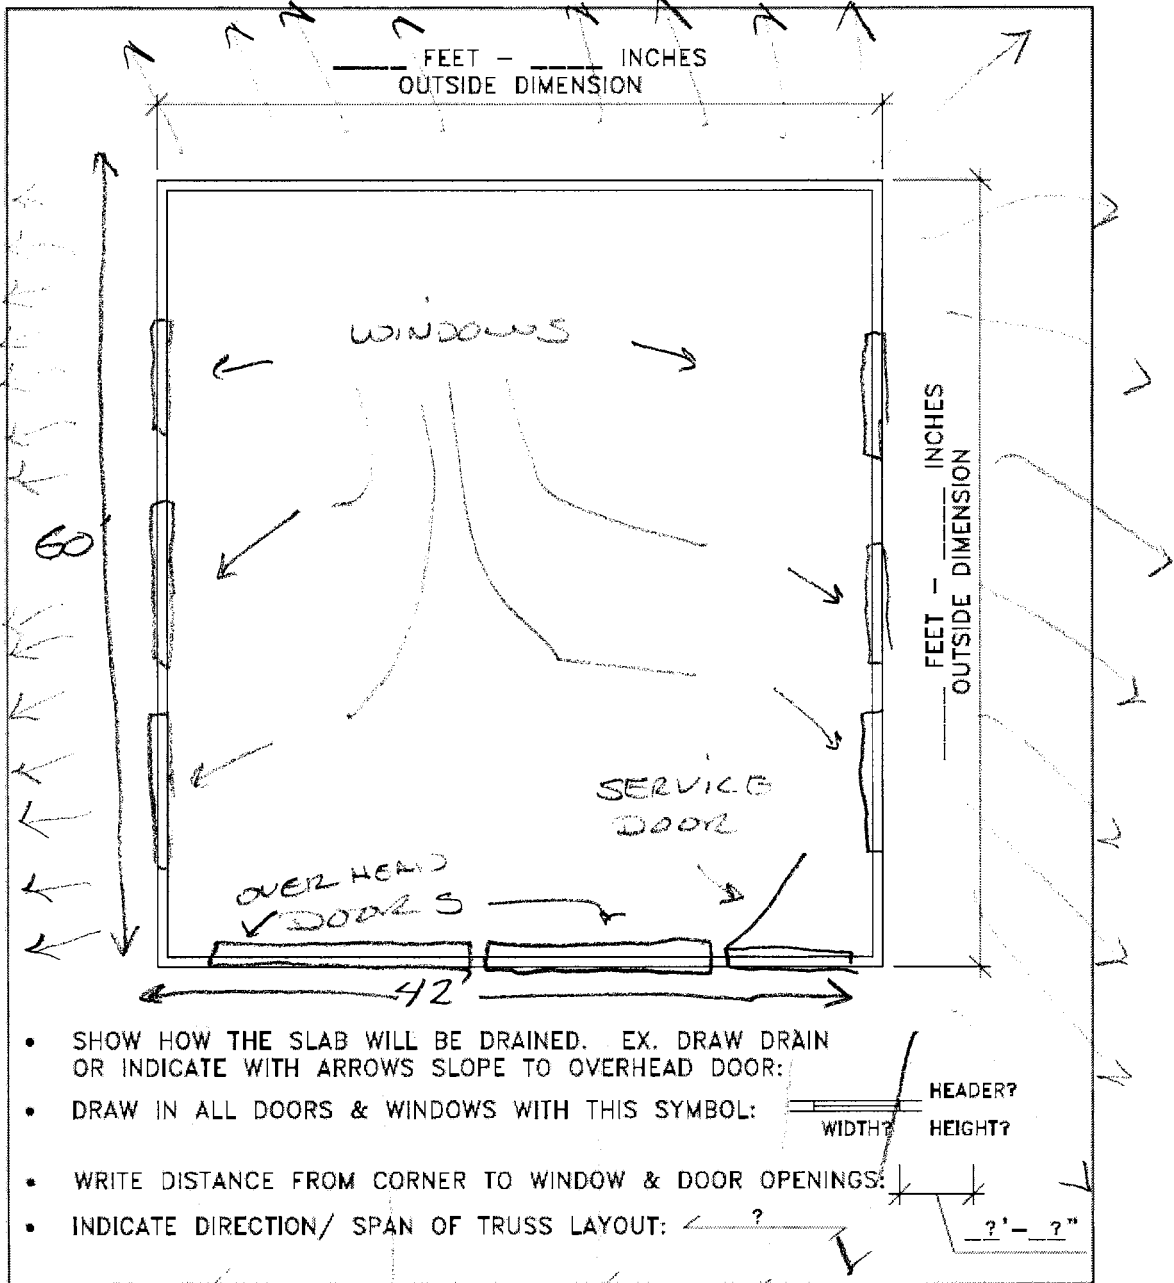 ____ FEET - ____ INCHES
OUTSIDE DIMENSION
WINDOWS
____ FEET - ____ INCHES
OUTSIDE DIMENSION
60'
SERVICE
DOOR
OVER HEAD
DOORS
42'
• SHOW HOW THE SLAB WILL BE DRAINED. EX. DRAW DRAIN
OR INDICATE WITH ARROWS SLOPE TO OVERHEAD DOOR:
• DRAW IN ALL DOORS & WINDOWS WITH THIS SYMBOL:
HEADER?
WIDTH? HEIGHT?
• WRITE DISTANCE FROM CORNER TO WINDOW & DOOR OPENINGS:
• INDICATE DIRECTION/ SPAN OF TRUSS LAYOUT: ?
_?'-_?"